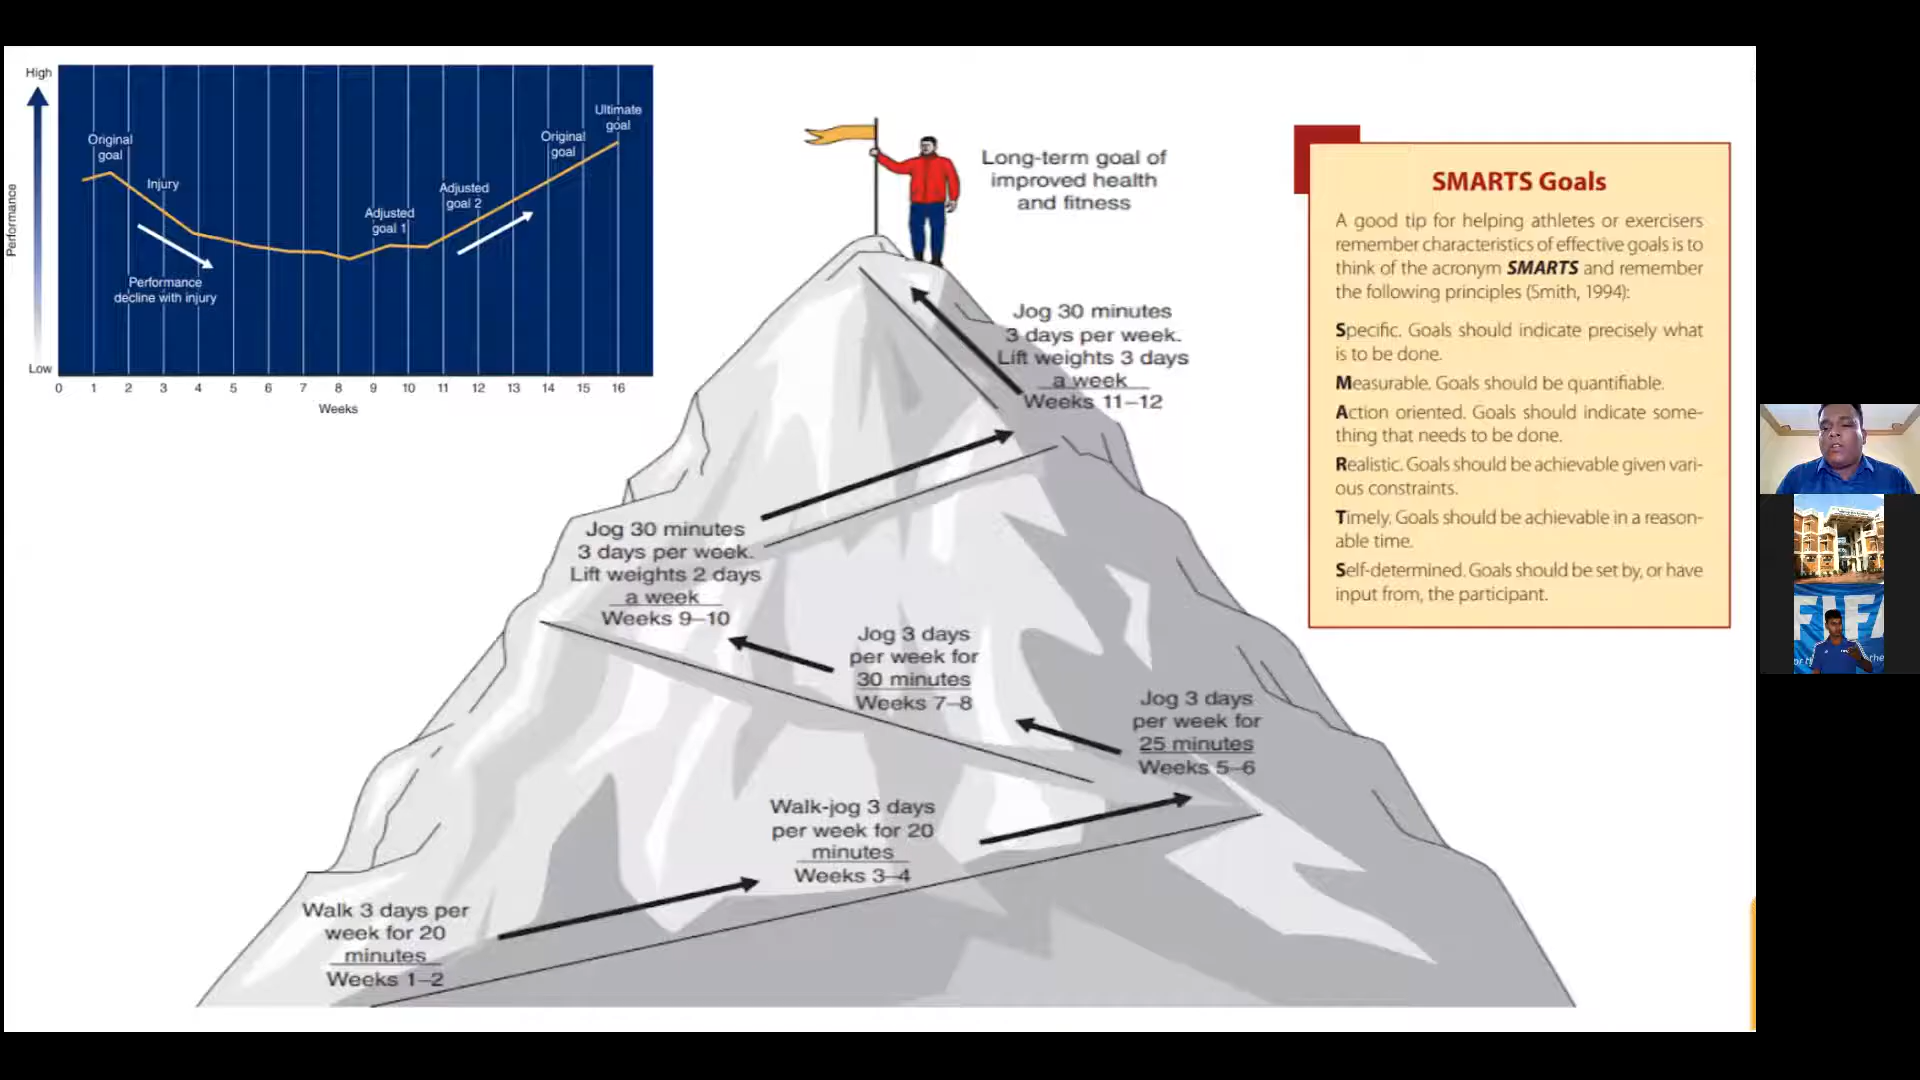 High
Performance
Low
Original
goal
Injury
Performance
decline with injury
Adjusted
goal 1
Adjusted
goal 2
Original
goal
Ultimate
goal
0 1 2 3 4 5 6 7 8 9 10 11 12 13 14 15 16
Weeks
Long-term goal of
improved health
and fitness
Jog 30 minutes
3 days per week.
Lift weights 3 days
a week
Weeks 11–12
Jog 30 minutes
3 days per week.
Lift weights 2 days
a week
Weeks 9–10
Jog 3 days
per week for
30 minutes
Weeks 7–8
Jog 3 days
per week for
25 minutes
Weeks 5–6
Walk-jog 3 days
per week for 20
minutes
Weeks 3–4
Walk 3 days per
week for 20
minutes
Weeks 1–2
SMARTS Goals
A good tip for helping athletes or exercisers
remember characteristics of effective goals is to
think of the acronym SMARTS and remember
the following principles (Smith, 1994):
Specific. Goals should indicate precisely what
is to be done.
Measurable. Goals should be quantifiable.
Action oriented. Goals should indicate some-
thing that needs to be done.
Realistic. Goals should be achievable given vari-
ous constraints.
Timely. Goals should be achievable in a reason-
able time.
Self-determined. Goals should be set by, or have
input from, the participant.
FIFA